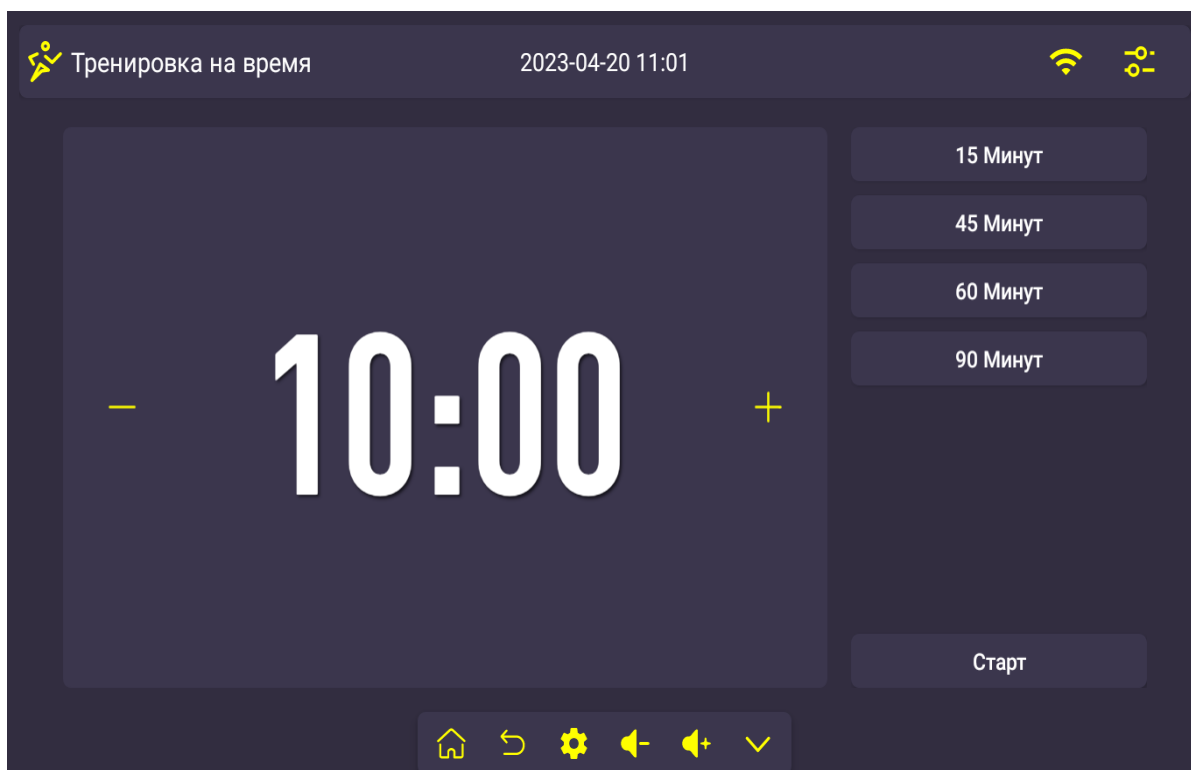 Тренировка на время
2023-04-20 11:01
15 Минут
45 Минут
60 Минут
90 Минут
10:00
Старт